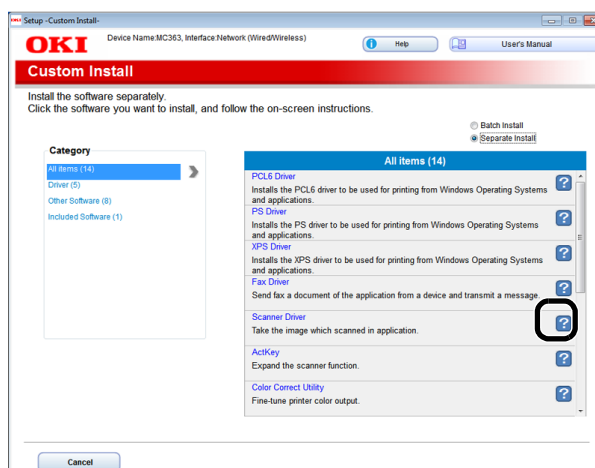 Setup -Custom Install-
OKI
Device Name:MC363, Interface:Network (Wired/Wireless)
Help
User's Manual
Custom Install
Install the software separately.
Click the software you want to install, and follow the on-screen instructions.
Batch Install
Separate Install
Category
All items (14)
Driver (5)
Other Software (8)
Included Software (1)
All items (14)
PCL6 Driver
Installs the PCL6 driver to be used for printing from Windows Operating Systems
and applications.
PS Driver
Installs the PS driver to be used for printing from Windows Operating Systems
and applications.
XPS Driver
Installs the XPS driver to be used for printing from Windows Operating Systems
and applications.
Fax Driver
Send fax a document of the application from a device and transmit a message.
Scanner Driver
Take the image which scanned in application.
ActKey
Expand the scanner function.
Color Correct Utility
Fine-tune printer color output.
Cancel